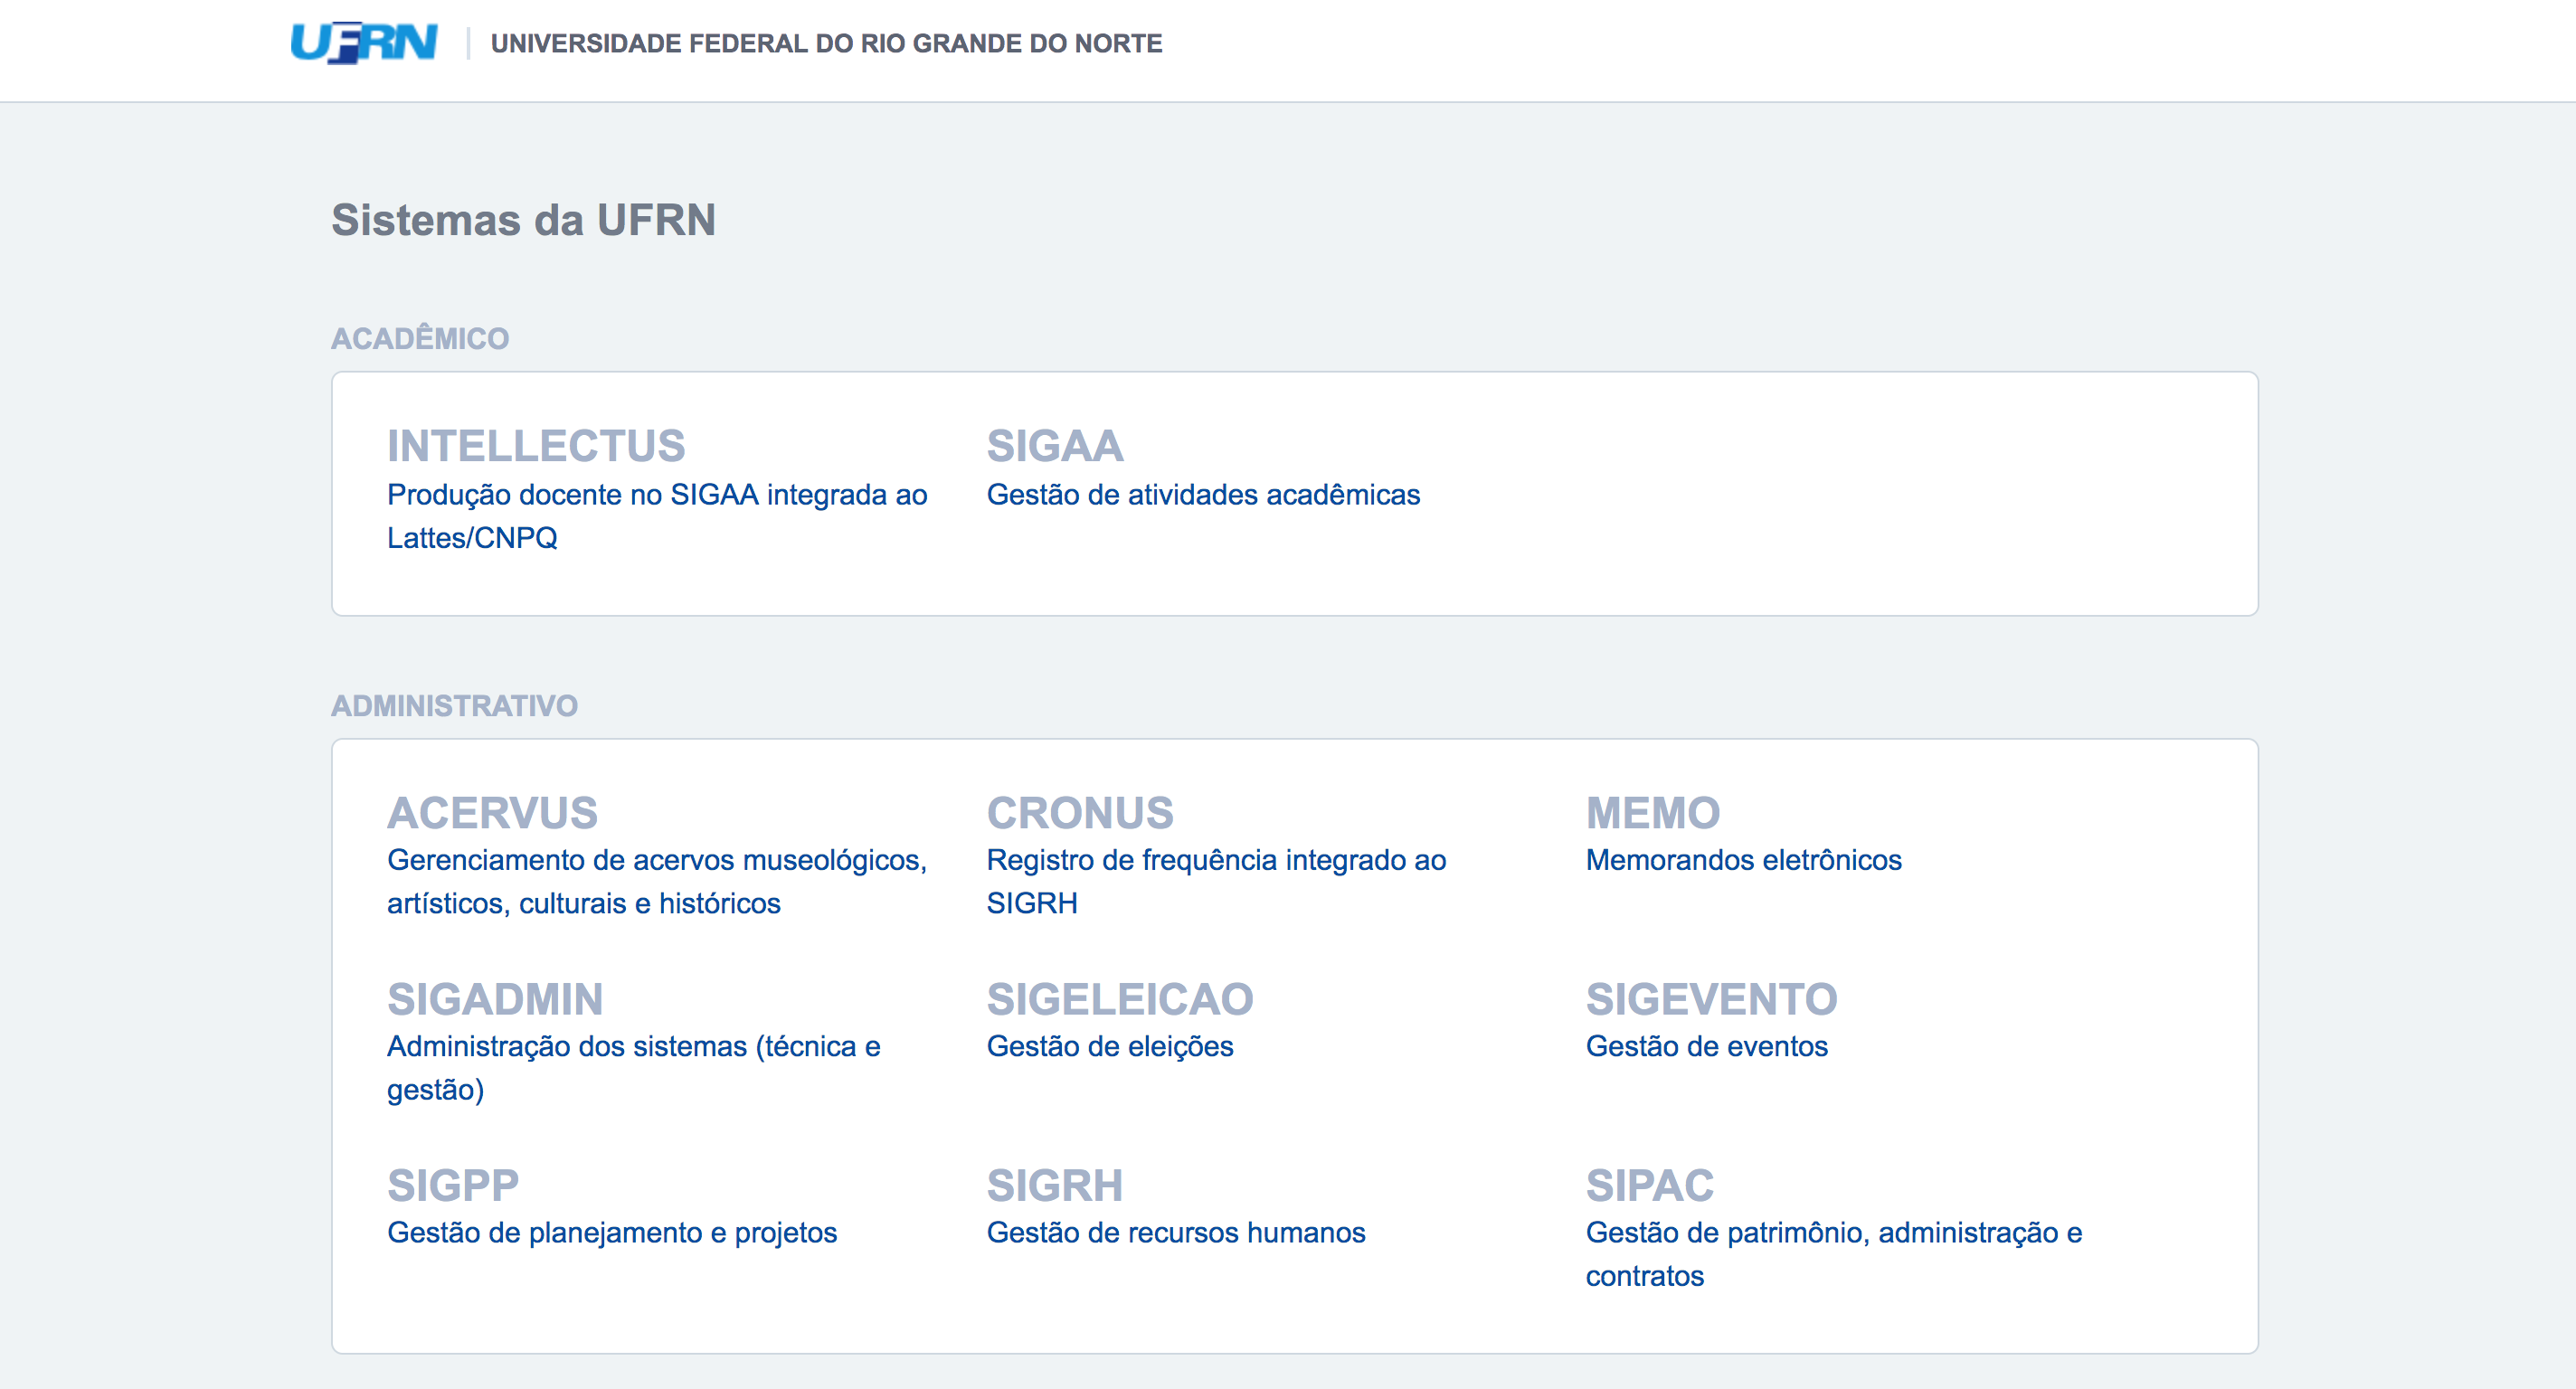 UFRN UNIVERSIDADE FEDERAL DO RIO GRANDE DO NORTE
Sistemas da UFRN
ACADÊMICO
INTELLECTUS
Produção docente no SIGAA integrada ao
Lattes/CNPQ
SIGAA
Gestão de atividades acadêmicas
ADMINISTRATIVO
ACERVUS
Gerenciamento de acervos museológicos,
artísticos, culturais e históricos
CRONUS
Registro de frequência integrado ao
SIGRH
MEMO
Memorandos eletrônicos
SIGADMIN
Administração dos sistemas (técnica e
gestão)
SIGELEICAO
Gestão de eleições
SIGEVENTO
Gestão de eventos
SIGPP
Gestão de planejamento e projetos
SIGRH
Gestão de recursos humanos
SIPAC
Gestão de patrimônio, administração e
contratos